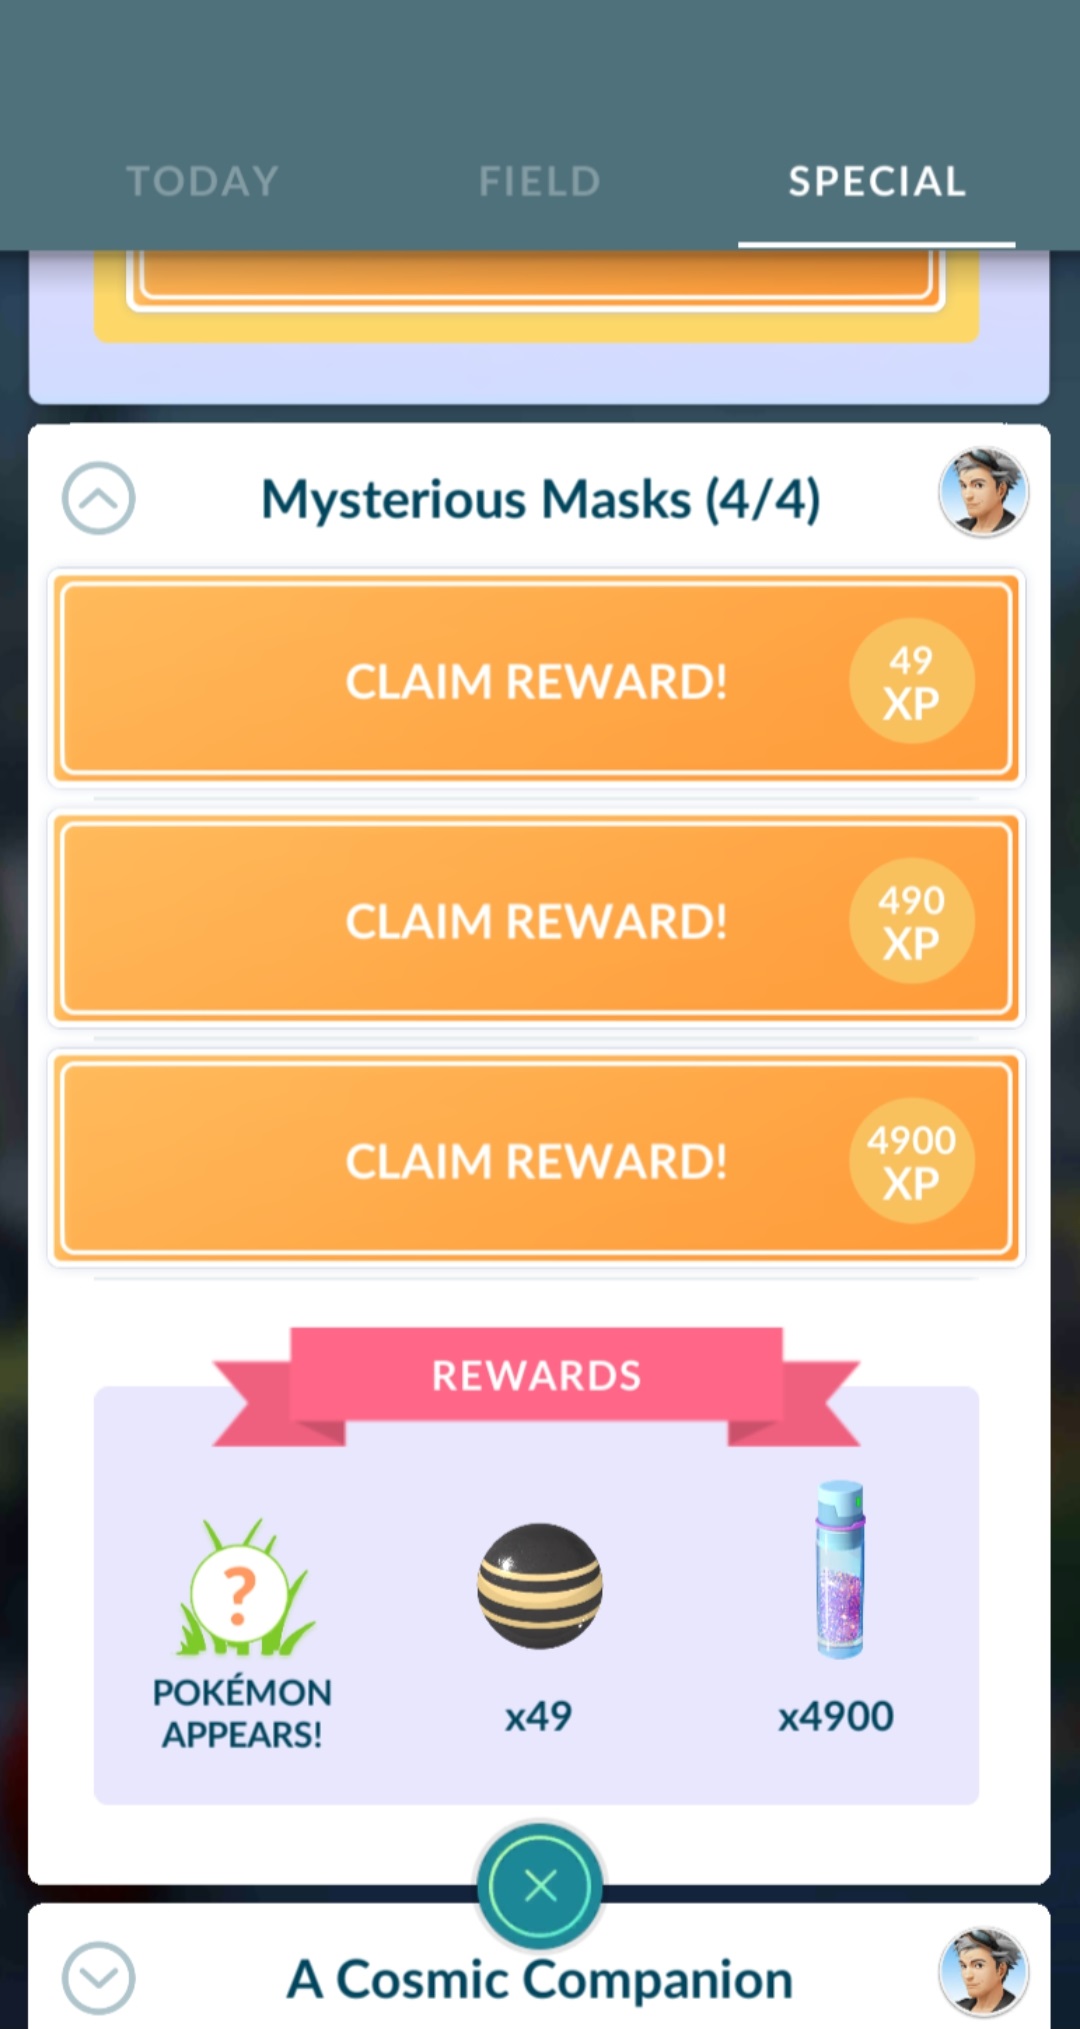 TODAY
FIELD
SPECIAL
Mysterious Masks (4/4)
CLAIM REWARD!
49
XP
CLAIM REWARD!
490
XP
CLAIM REWARD!
4900
XP
REWARDS
?
POKÉMON
APPEARS!
x49
x4900
A Cosmic Companion